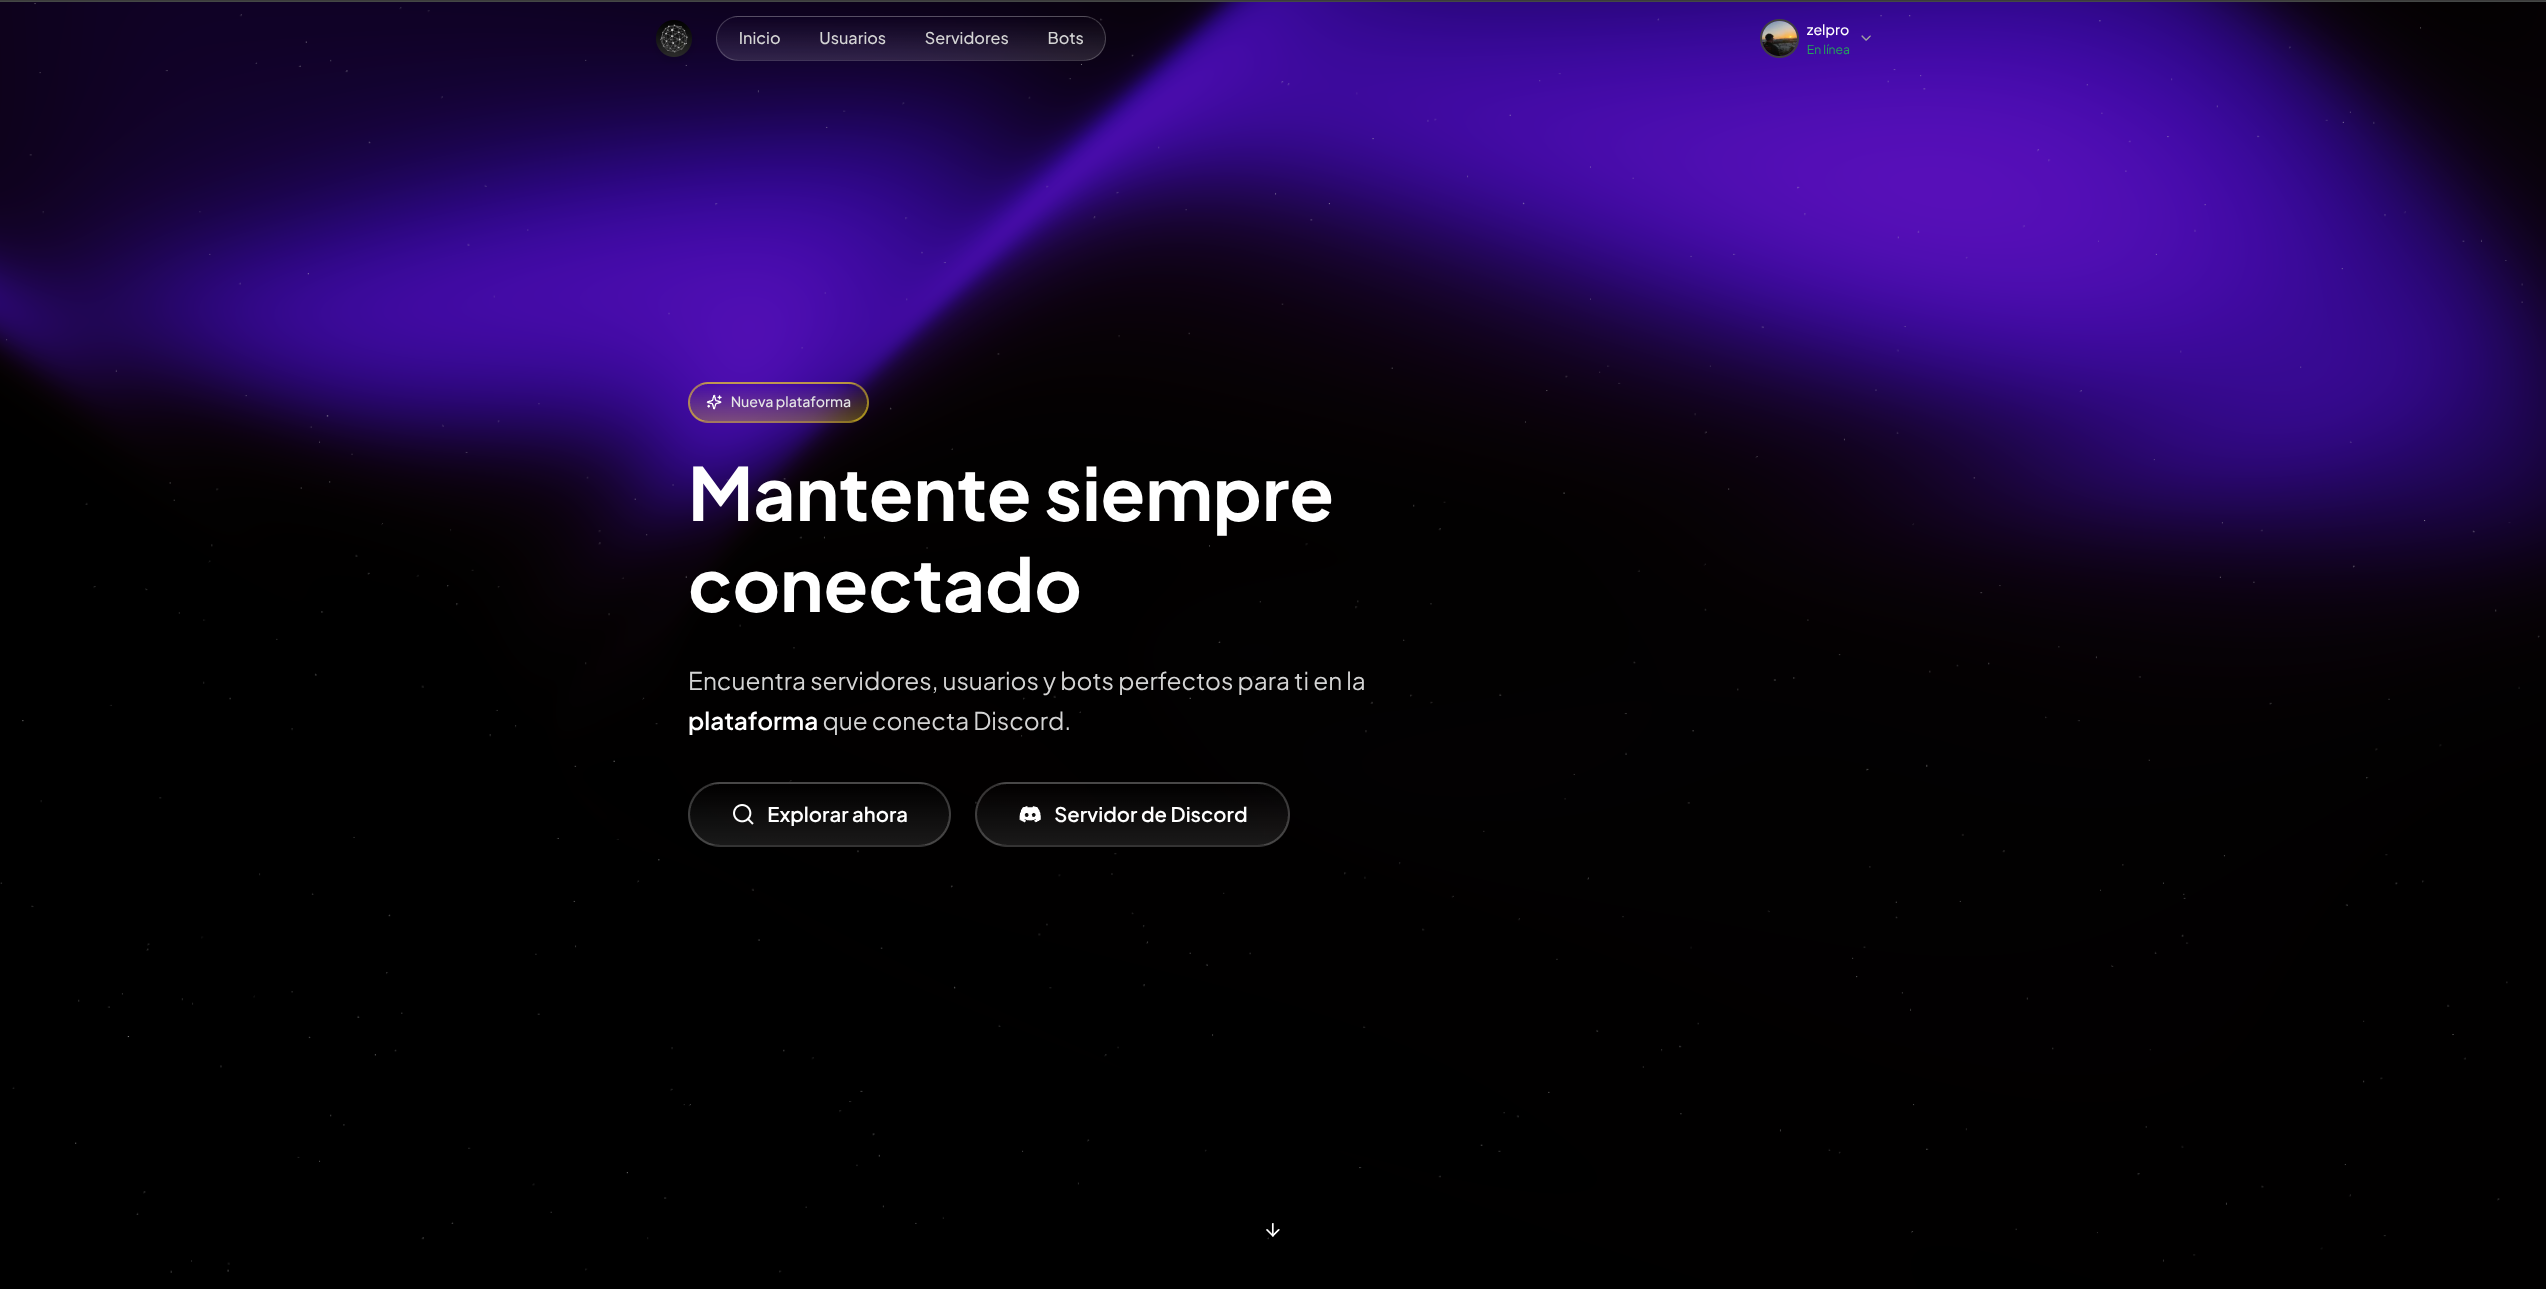 Inicio Usuarios Servidores Bots
zelpro
En línea
Nueva plataforma
Mantente siempre
conectado
Encuentra servidores, usuarios y bots perfectos para ti en la
plataforma que conecta Discord.
Explorar ahora
Servidor de Discord